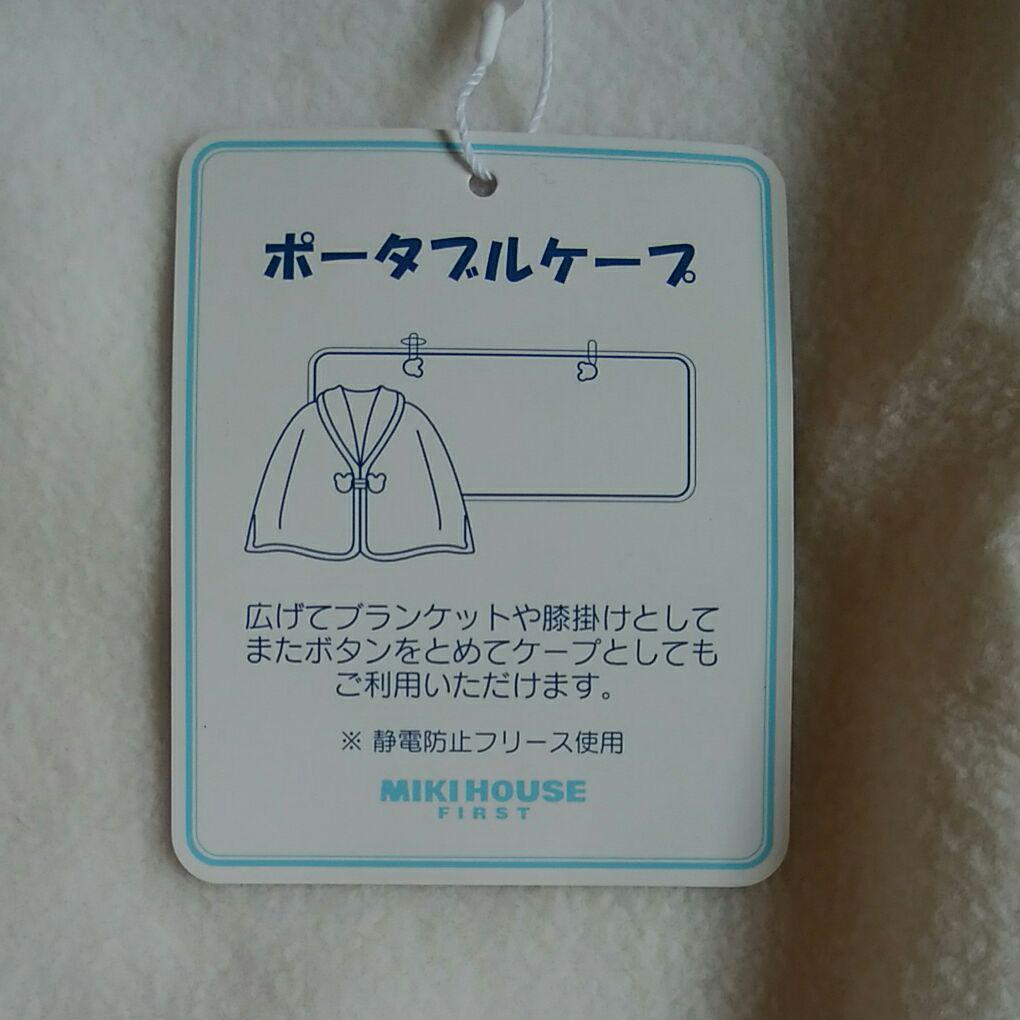 ポータブルケープ
広げてブランケットや膝掛けとして
またボタンをとめてケープとしても
ご利用いただけます。
※ 静電防止フリース使用
MIKIHOUSE
FIRST